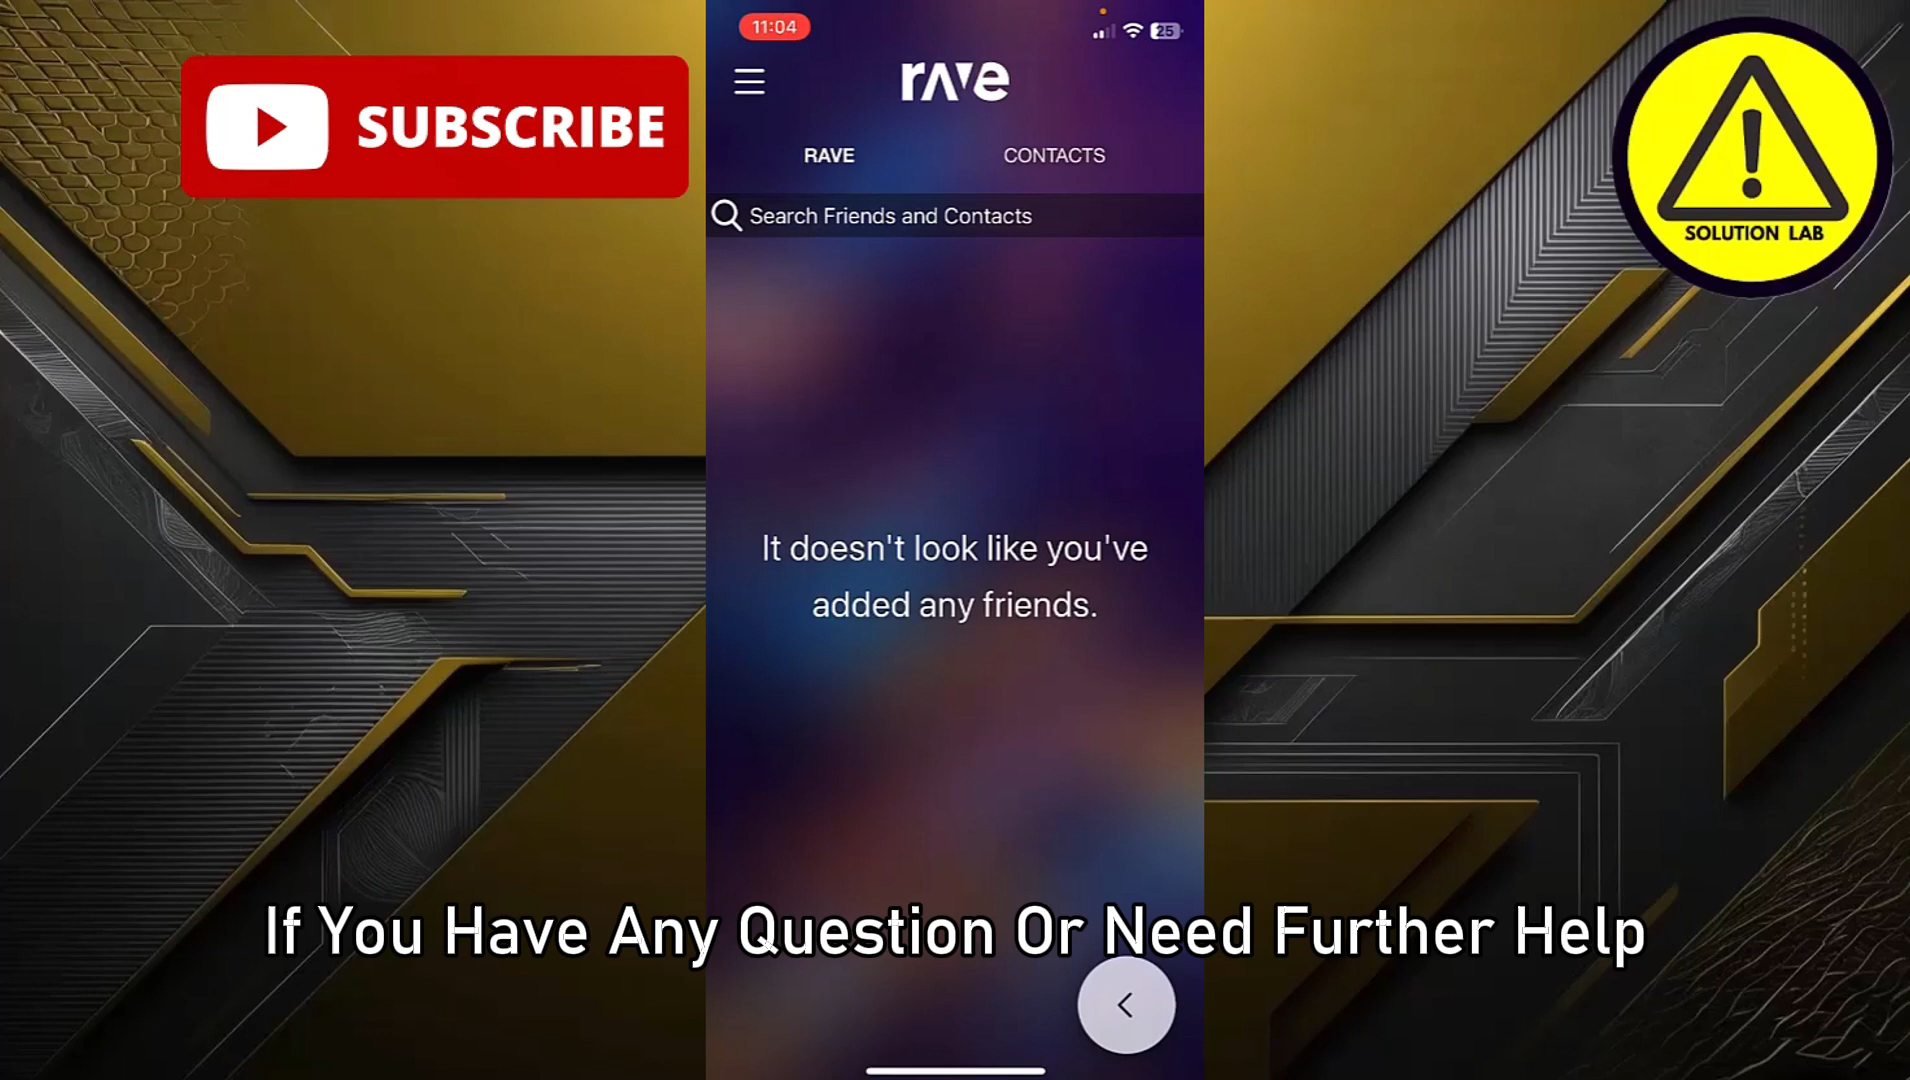 11:04
25
SUBSCRIBE
rave
RAVE
CONTACTS
Search Friends and Contacts
SOLUTION LAB
It doesn't look like you've
added any friends.
If You Have Any Question Or Need Further Help